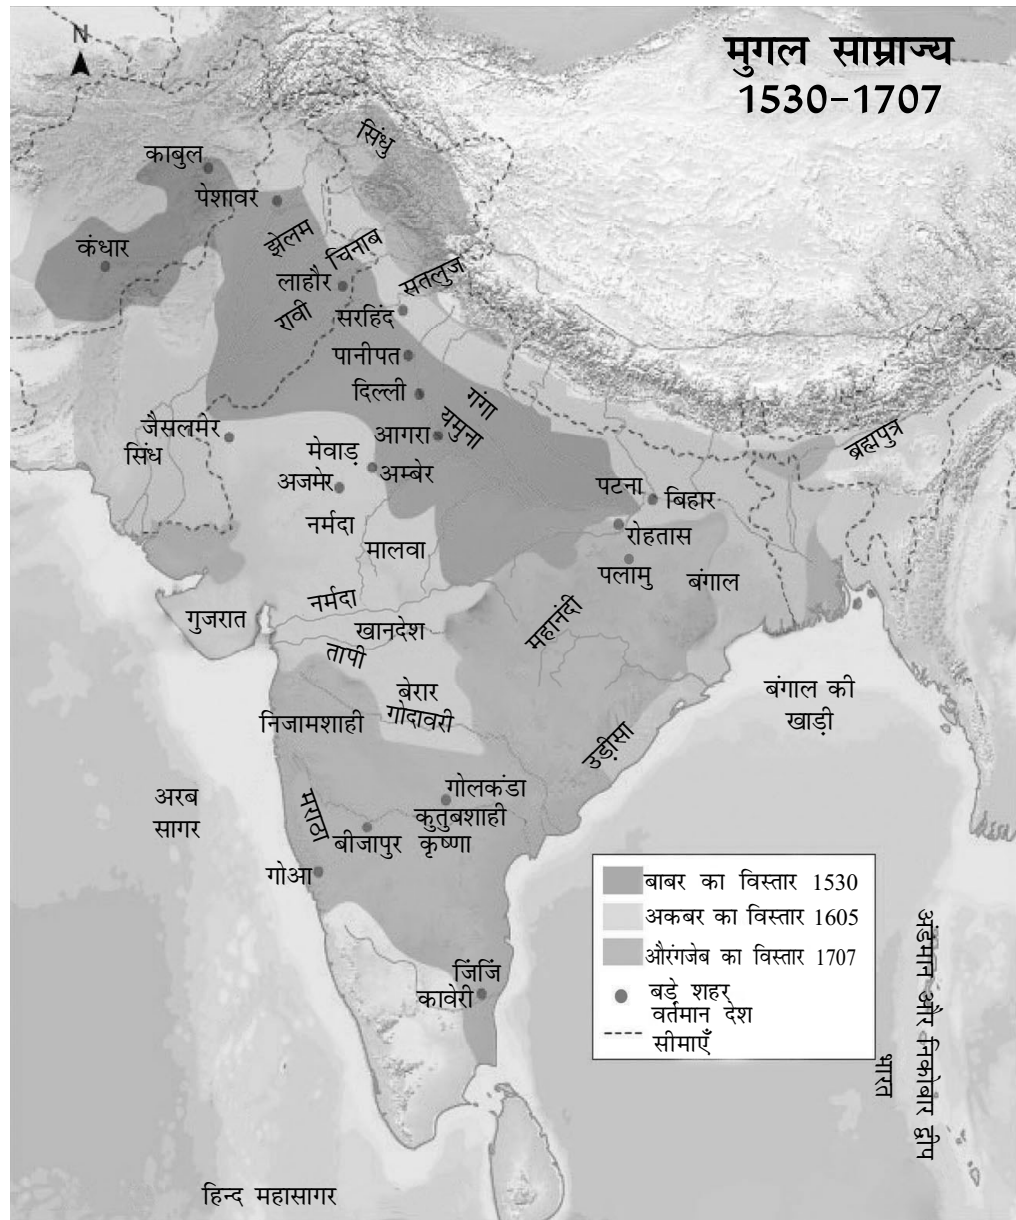 मुगल साम्राज्य
1530–1707
N
सिंधु
काबुल
पेशावर
झेलम
चिनाब
कंधार
लाहौर
सतलुज
रावी
सरहिंद
पानीपत
दिल्ली
गंगा
यमुना
जैसलमेर
आगरा
ब्रह्मपुत्र
सिंध
मेवाड़
अम्बेर
अजमेर
पटना
बिहार
नर्मदा
रोहतास
मालवा
पलामु
बंगाल
नर्मदा
गुजरात
खानदेश
महानंदी
तापी
बेरार
गोदावरी
निजामशाही
बंगाल की
खाड़ी
उड़ीसा
अरब
सागर
गोलकंडा
मराठा
कुतुबशाही
बीजापुर
कृष्णा
गोआ
बाबर का विस्तार 1530
अकबर का विस्तार 1605
औरंगजेब का विस्तार 1707
बड़े शहर
वर्तमान देश
सीमाएँ
जिंजिं
कावेरी
अंडमान और निकोबार द्वीप
भारत
हिन्द महासागर